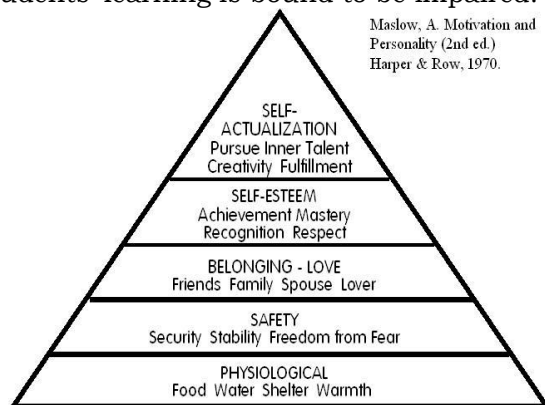 students' learning is bound to be impaired.
Maslow, A. Motivation and
Personality (2nd ed.)
Harper & Row, 1970.
SELF-
ACTUALIZATION
Pursue Inner Talent
Creativity Fulfillment
SELF-ESTEEM
Achievement Mastery
Recognition Respect
BELONGING - LOVE
Friends Family Spouse Lover
SAFETY
Security Stability Freedom from Fear
PHYSIOLOGICAL
Food Water Shelter Warmth